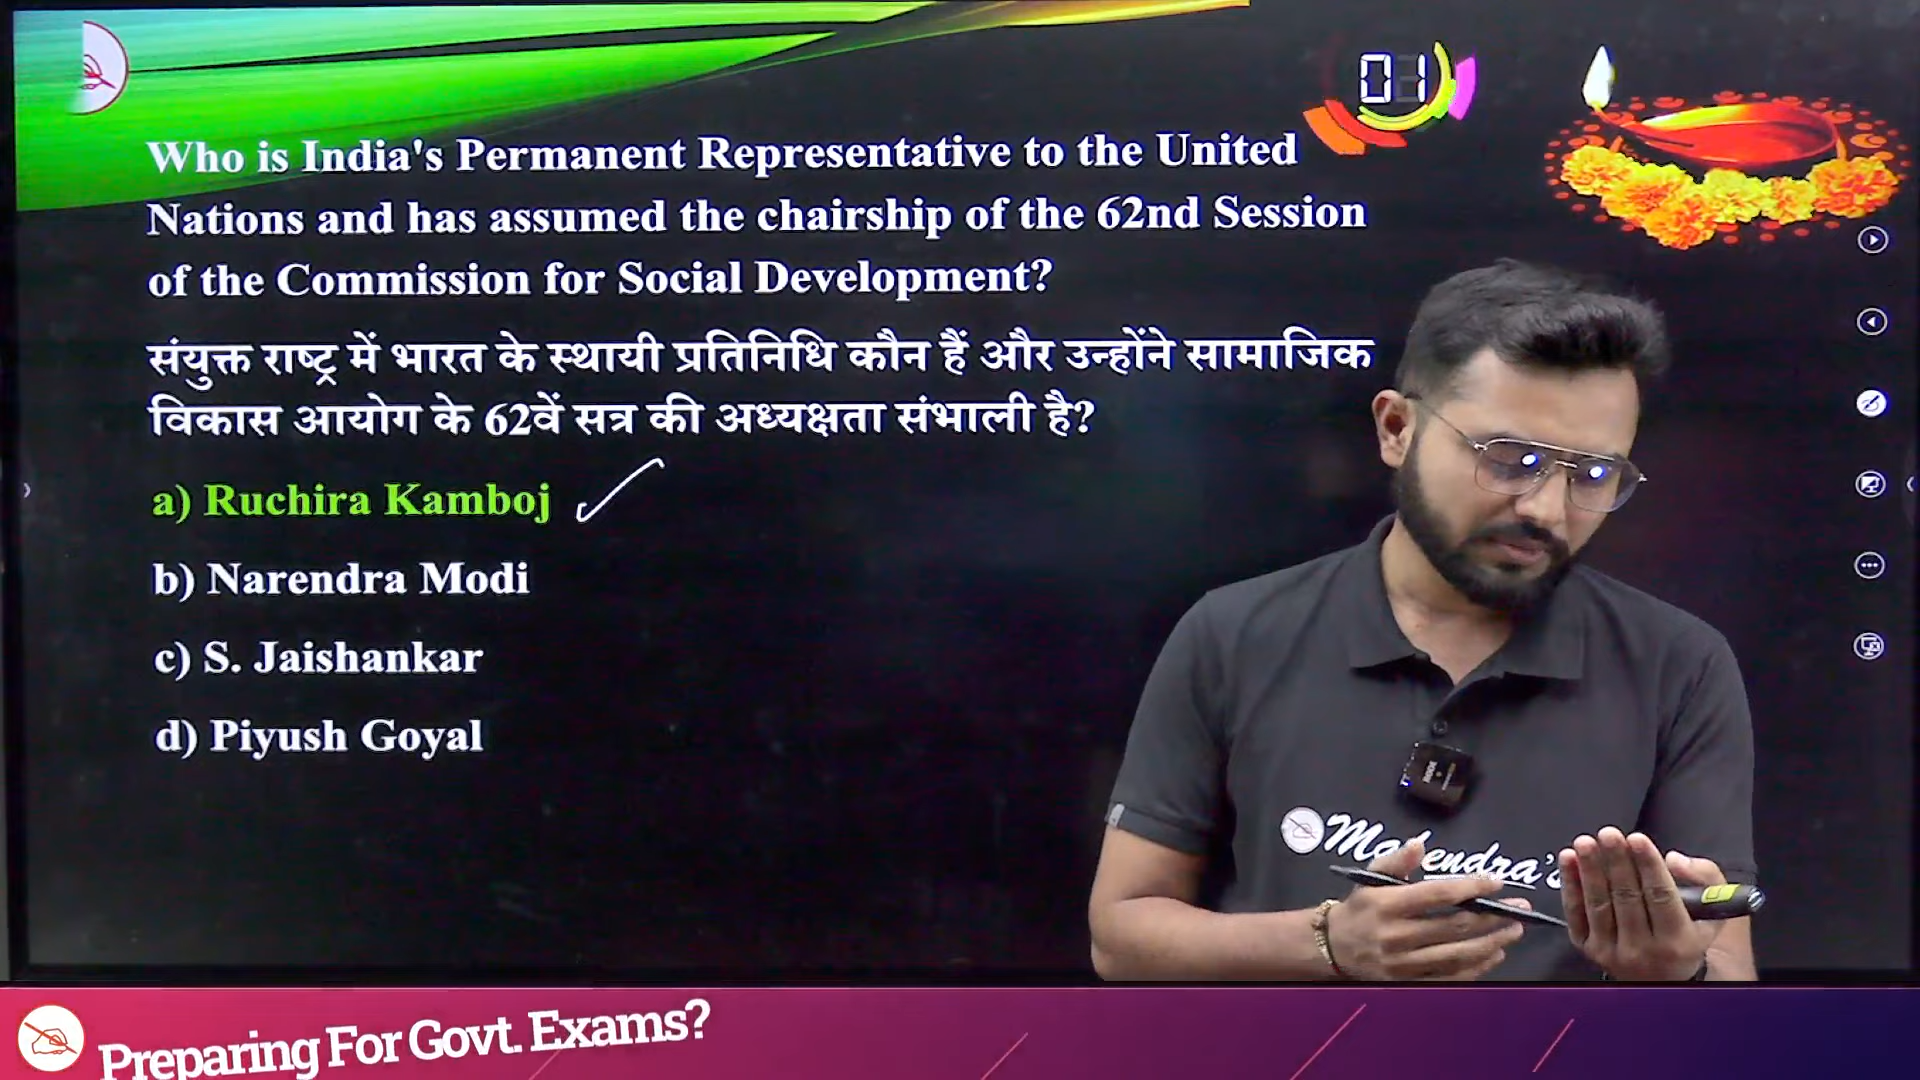 01
Who is India's Permanent Representative to the United
Nations and has assumed the chairship of the 62nd Session
of the Commission for Social Development?
संयुक्त राष्ट्र में भारत के स्थायी प्रतिनिधि कौन हैं और उन्होंने सामाजिक
विकास आयोग के 62वें सत्र की अध्यक्षता संभाली है?
a) Ruchira Kamboj
b) Narendra Modi
c) S. Jaishankar
d) Piyush Goyal
Mahendra's
Preparing For Govt. Exams?